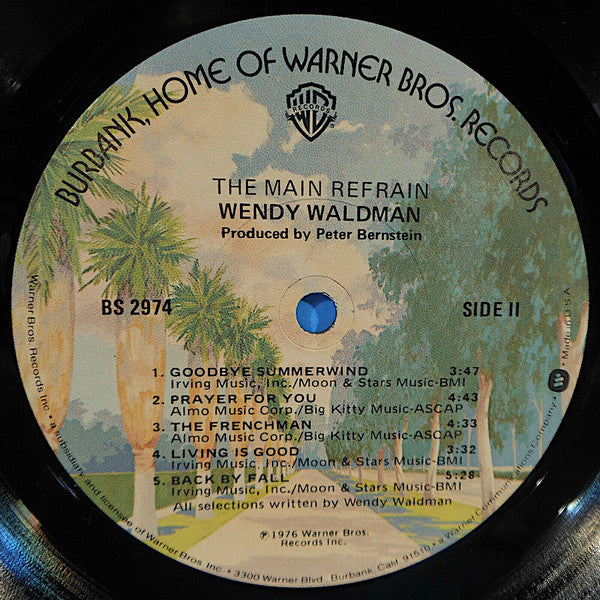 BURBANK, HOME OF WARNER BROS. RECORDS
WB
RECORDS
THE MAIN REFRAIN
WENDY WALDMAN
Produced by Peter Bernstein
BS 2974
SIDE II
1. GOODBYE SUMMERWIND 3:47
Irving Music, Inc./Moon & Stars Music-BMI
2. PRAYER FOR YOU 4:43
Almo Music Corp./Big Kitty Music-ASCAP
3. THE FRENCHMAN 4:33
Almo Music Corp./Big Kitty Music-ASCAP
4. LIVING IS GOOD 3:32
Irving Music, Inc./Moon & Stars Music-BMI
5. BACK BY FALL 5:28
Irving Music, Inc./Moon & Stars Music-BMI
All selections written by Wendy Waldman
℗ 1976 Warner Bros.
Records Inc.
Warner Bros. Records Inc., a subsidiary and licensee of Warner Bros. Inc. • 3300 Warner Blvd., Burbank, Calif. 91510 • a Warner Communications Company. • Made in U.S.A.